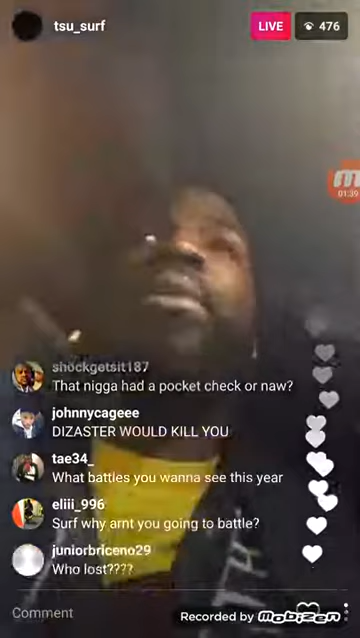 tsu_surf
LIVE
476
01:39
shockgetsit187
That nigga had a pocket check or naw?
johnnycageee
DIZASTER WOULD KILL YOU
tae34_
What battles you wanna see this year
eliii_996
Surf why arnt you going to battle?
juniorbriceno29
Who lost????
Comment
Recorded by Mobizen